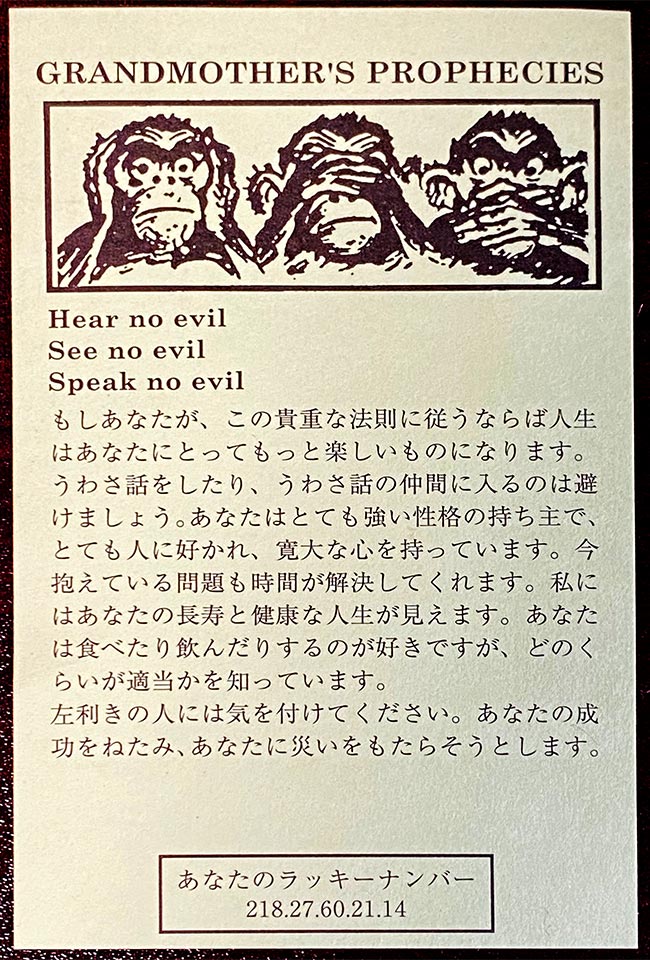 GRANDMOTHER'S PROPHECIES
Hear no evil
See no evil
Speak no evil
もしあなたが、この貴重な法則に従うならば人生
はあなたにとってもっと楽しいものになります。
うわさ話をしたり、うわさ話の仲間に入るのは避
けましょう。あなたはとても強い性格の持ち主で、
とても人に好かれ、寛大な心を持っています。今
抱えている問題も時間が解決してくれます。私に
はあなたの長寿と健康な人生が見えます。あなた
は食べたり飲んだりするのが好きですが、どのく
らいが適当かを知っています。
左利きの人には気を付けてください。あなたの成
功をねたみ、あなたに災いをもたらそうとします。
あなたのラッキーナンバー
218.27.60.21.14